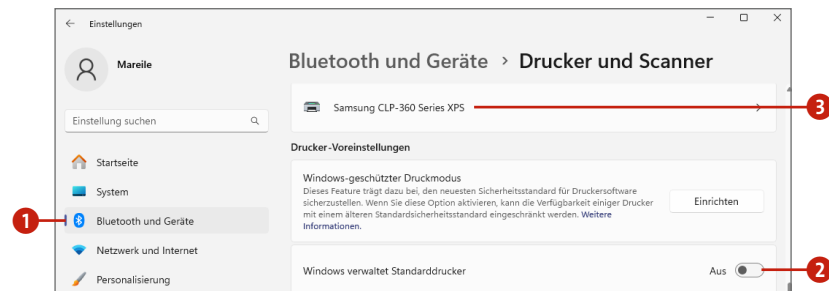 Einstellungen
Mareile
Bluetooth und Geräte > Drucker und Scanner
Samsung CLP-360 Series XPS
3
Einstellung suchen
Drucker-Voreinstellungen
Startseite
Windows-geschützter Druckmodus
Dieses Feature trägt dazu bei, den neuesten Sicherheitsstandard für Druckersoftware
sicherzustellen. Wenn Sie diese Option aktivieren, kann die Verfügbarkeit einiger Drucker
mit einem älteren Standardsicherheitsstandard eingeschränkt werden. Weitere
Informationen.
Einrichten
System
1
Bluetooth und Geräte
Netzwerk und Internet
Windows verwaltet Standarddrucker
Aus
2
Personalisierung